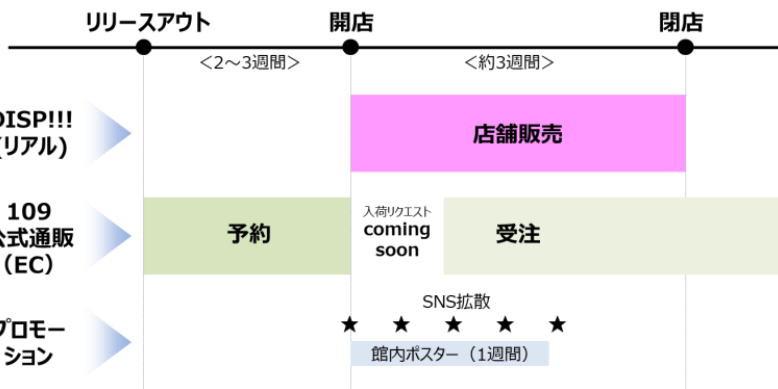 リリースアウト
開店
閉店
＜2～3週間＞
＜約3週間＞
DISP!!!
(リアル)
店舗販売
109
公式通販
（EC）
予約
入荷リクエスト
coming
soon
受注
プロモー
ション
SNS拡散
★ ★ ★ ★ ★
館内ポスター（1週間）